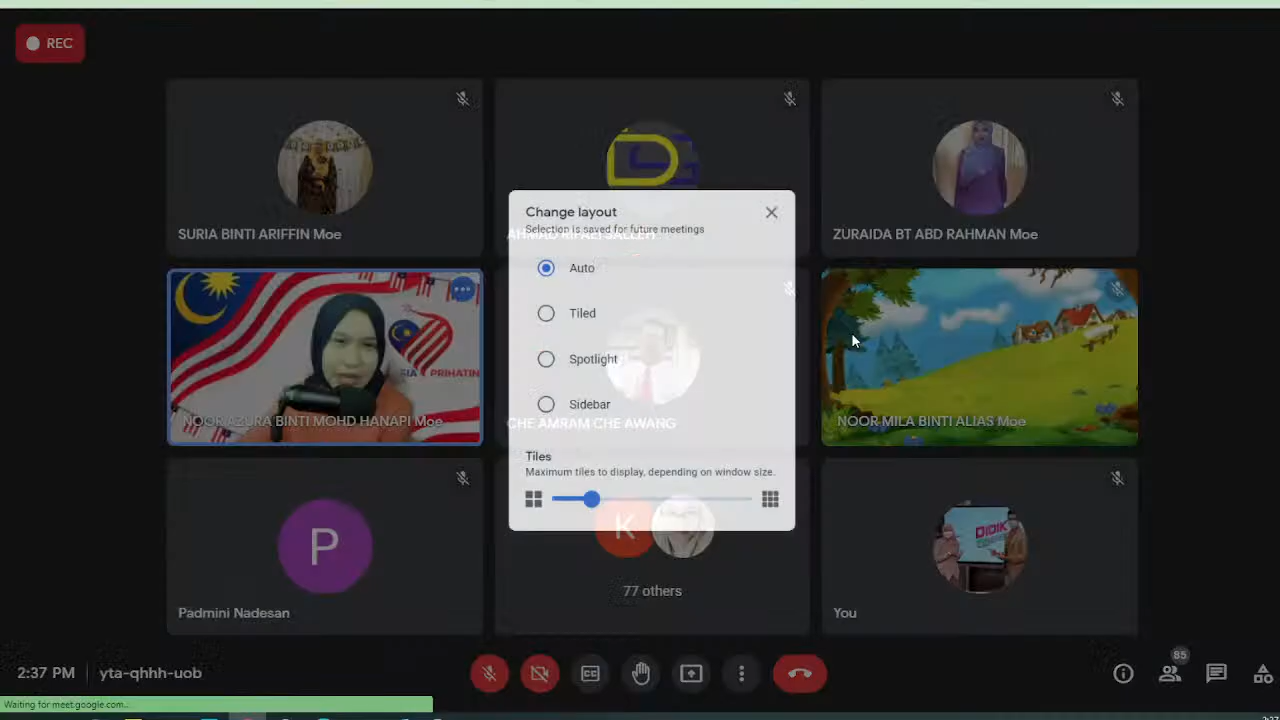 REC
SURIA BINTI ARIFFIN Moe
ZURAIDA BT ABD RAHMAN Moe
Change layout
Selection is saved for future meetings
Auto
Tiled
Spotlight
Sidebar
Tiles
Maximum tiles to display, depending on window size.
NOOR AZURA BINTI MOHD HANAPI Moe
CHE AMRAM CHE AWANG
NOOR MILA BINTI ALIAS Moe
PRIHATIN
P
K
77 others
Padmini Nadesan
DIDIK
You
2:37 PM
yta-qhhh-uob
CC
85
Waiting for meet.google.com...